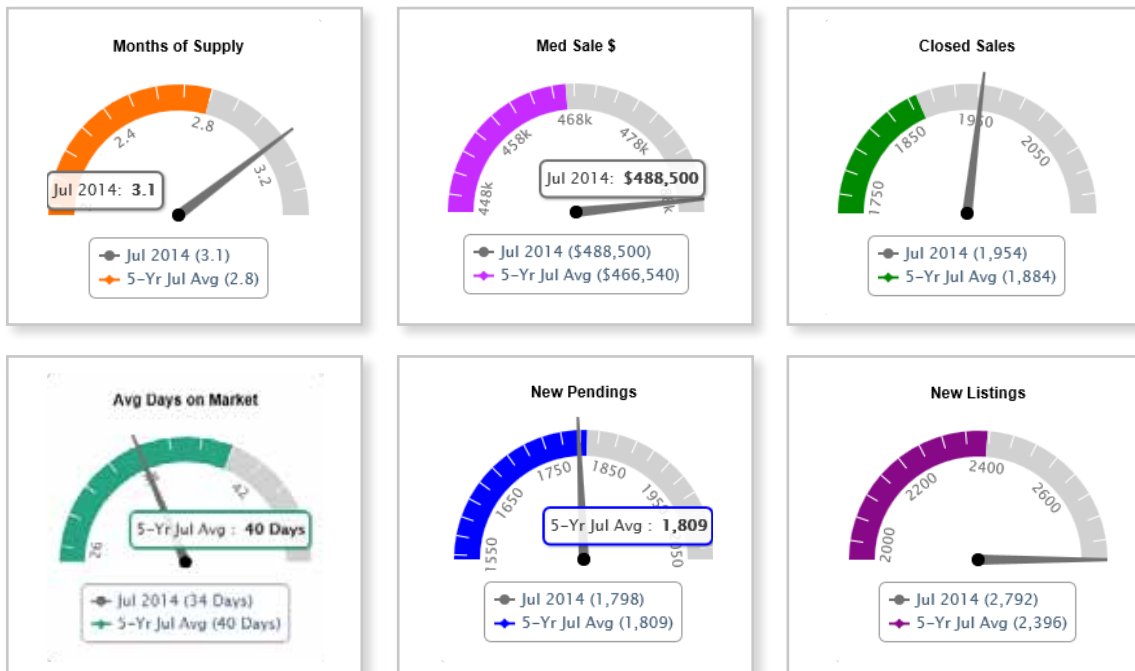 Months of Supply
2.4
2.8
3.2
Jul 2014: 3.1
Jul 2014 (3.1)
5-Yr Jul Avg (2.8)
Med Sale $
448k
458k
468k
478k
Jul 2014: $488,500
Jul 2014 ($488,500)
5-Yr Jul Avg ($466,540)
Closed Sales
1750
1850
1950
2050
Jul 2014 (1,954)
5-Yr Jul Avg (1,884)
Avg Days on Market
26
42
5-Yr Jul Avg : 40 Days
Jul 2014 (34 Days)
5-Yr Jul Avg (40 Days)
New Pendings
1550
1650
1750
1850
1950
5-Yr Jul Avg : 1,809
Jul 2014 (1,798)
5-Yr Jul Avg (1,809)
New Listings
2000
2200
2400
2600
Jul 2014 (2,792)
5-Yr Jul Avg (2,396)